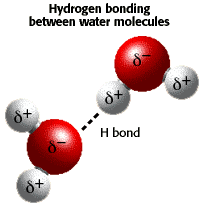 Hydrogen bonding
between water molecules
δ−
δ+
δ+
δ+
H bond
δ−
δ+